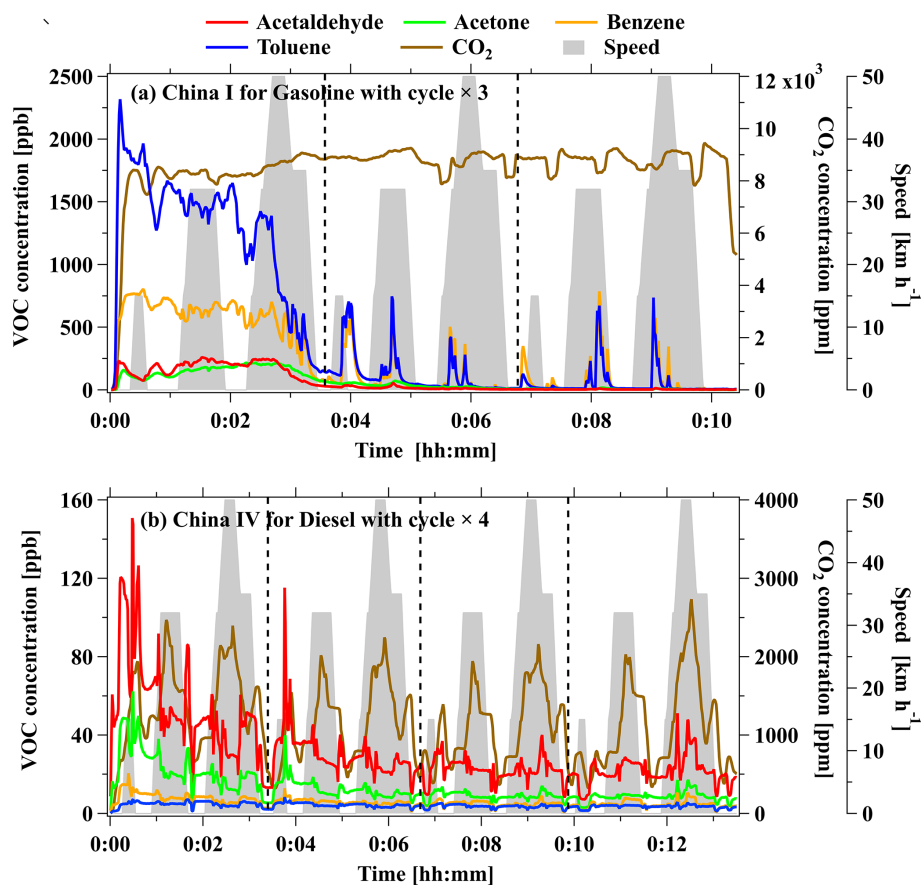 Acetaldehyde Acetone Benzene
Toluene CO2 Speed
(a) China I for Gasoline with cycle × 3
VOC concentration [ppb]
2500
2000
1500
1000
500
0
12 x10³
10
8
6
4
2
0
CO2 concentration [ppm]
50
40
30
20
10
0
Speed [km h⁻¹]
0:00 0:02 0:04 0:06 0:08 0:10
Time [hh:mm]
(b) China IV for Diesel with cycle × 4
VOC concentration [ppb]
160
120
80
40
0
4000
3000
2000
1000
0
CO2 concentration [ppm]
50
40
30
20
10
0
Speed [km h⁻¹]
0:00 0:02 0:04 0:06 0:08 0:10 0:12
Time [hh:mm]